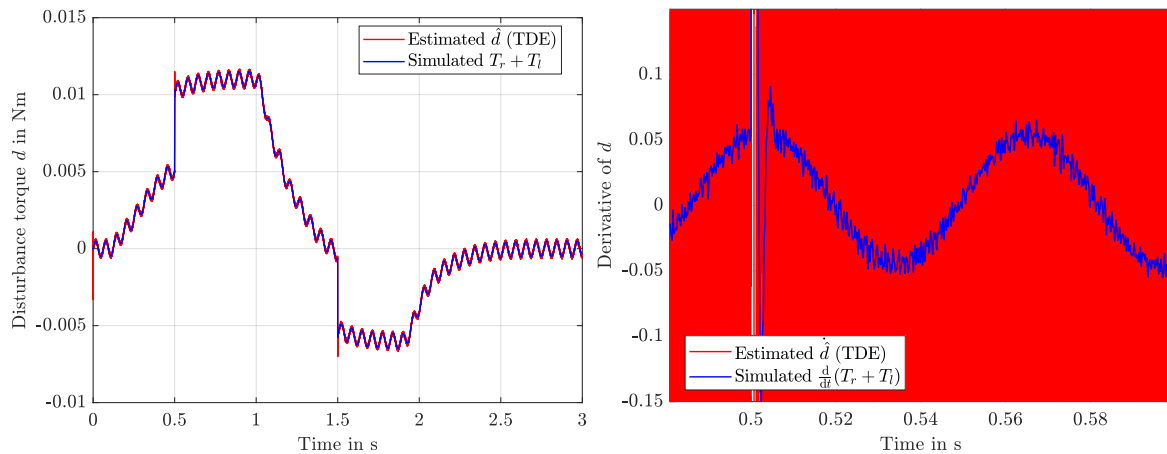 0.015
0.01
0.005
0
-0.005
-0.01
Disturbance torque d in Nm
Estimated d̂ (TDE)
Simulated T_r + T_l
0 0.5 1 1.5 2 2.5 3
Time in s
0.1
0.05
0
-0.05
-0.1
-0.15
Derivative of d
Estimated \dot{\hat{d}} (TDE)
Simulated \frac{d}{dt}(T_r + T_l)
0.5 0.52 0.54 0.56 0.58
Time in s